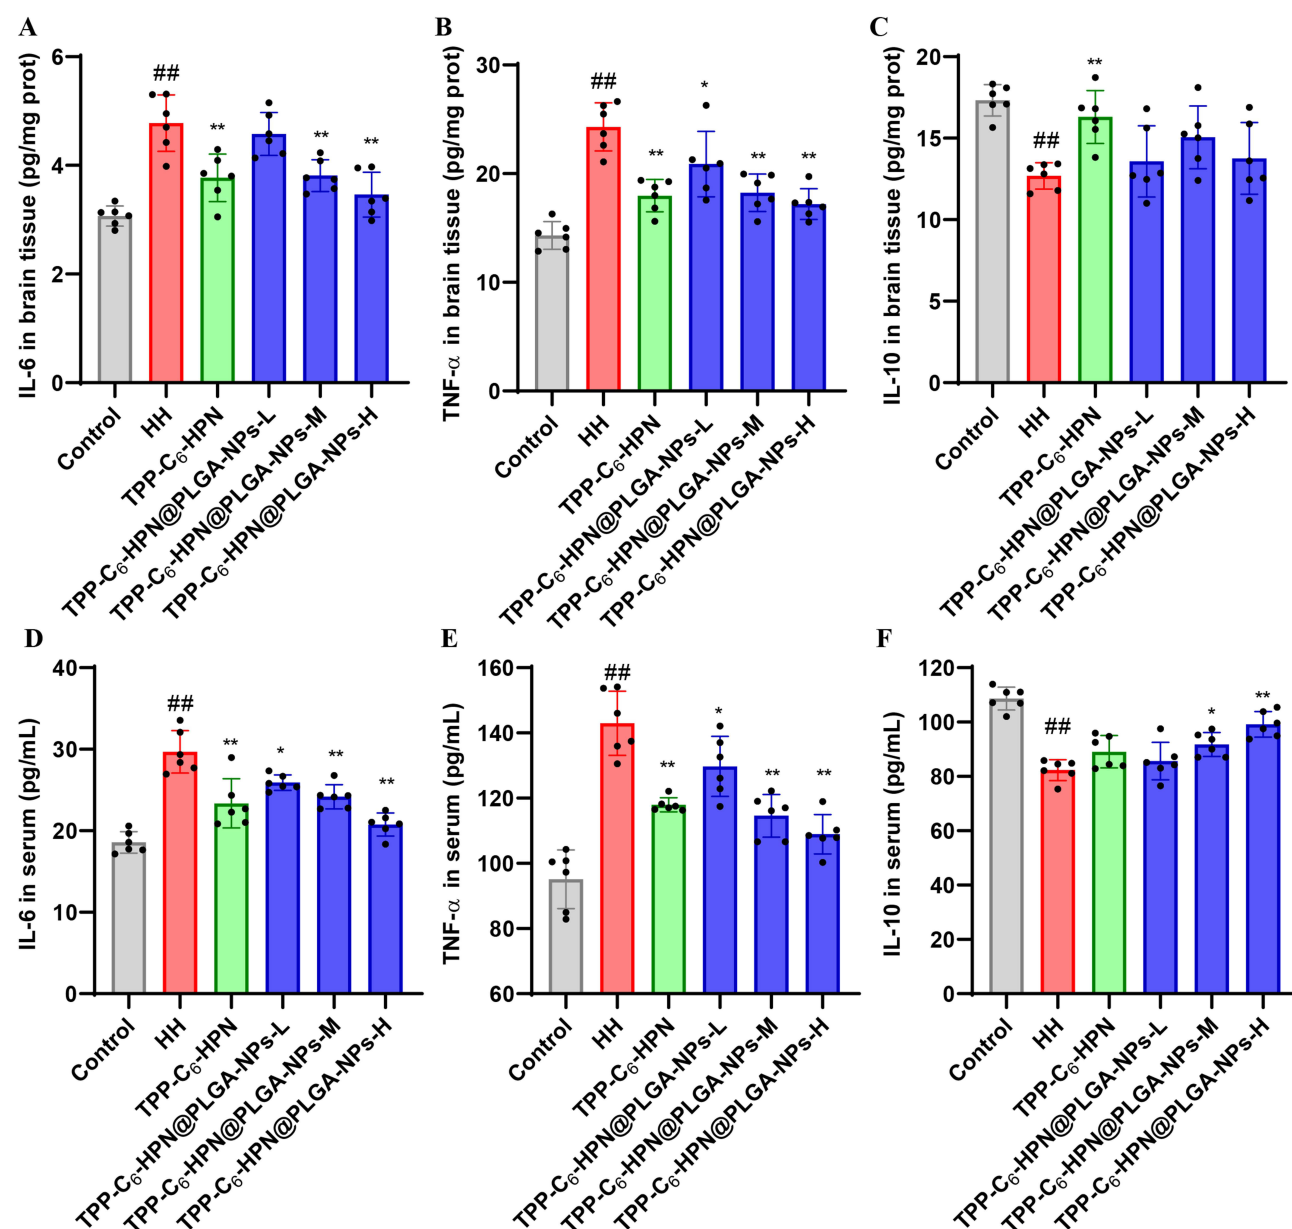 A
IL-6 in brain tissue (pg/mg prot)
6
4
2
0
##
**
**
**
Control
HH
TPP-C₆-HPN
TPP-C₆-HPN@PLGA-NPs-L
TPP-C₆-HPN@PLGA-NPs-M
TPP-C₆-HPN@PLGA-NPs-H
B
TNF-α in brain tissue (pg/mg prot)
30
20
10
0
##
**
*
**
**
Control
HH
TPP-C₆-HPN
TPP-C₆-HPN@PLGA-NPs-L
TPP-C₆-HPN@PLGA-NPs-M
TPP-C₆-HPN@PLGA-NPs-H
C
IL-10 in brain tissue (pg/mg prot)
20
15
10
5
0
##
**
Control
HH
TPP-C₆-HPN
TPP-C₆-HPN@PLGA-NPs-L
TPP-C₆-HPN@PLGA-NPs-M
TPP-C₆-HPN@PLGA-NPs-H
D
IL-6 in serum (pg/mL)
40
30
20
10
0
##
**
*
**
**
Control
HH
TPP-C₆-HPN
TPP-C₆-HPN@PLGA-NPs-L
TPP-C₆-HPN@PLGA-NPs-M
TPP-C₆-HPN@PLGA-NPs-H
E
TNF-α in serum (pg/mL)
160
140
120
100
80
60
##
**
*
**
**
Control
HH
TPP-C₆-HPN
TPP-C₆-HPN@PLGA-NPs-L
TPP-C₆-HPN@PLGA-NPs-M
TPP-C₆-HPN@PLGA-NPs-H
F
IL-10 in serum (pg/mL)
120
100
80
60
40
20
0
##
*
**
Control
HH
TPP-C₆-HPN
TPP-C₆-HPN@PLGA-NPs-L
TPP-C₆-HPN@PLGA-NPs-M
TPP-C₆-HPN@PLGA-NPs-H